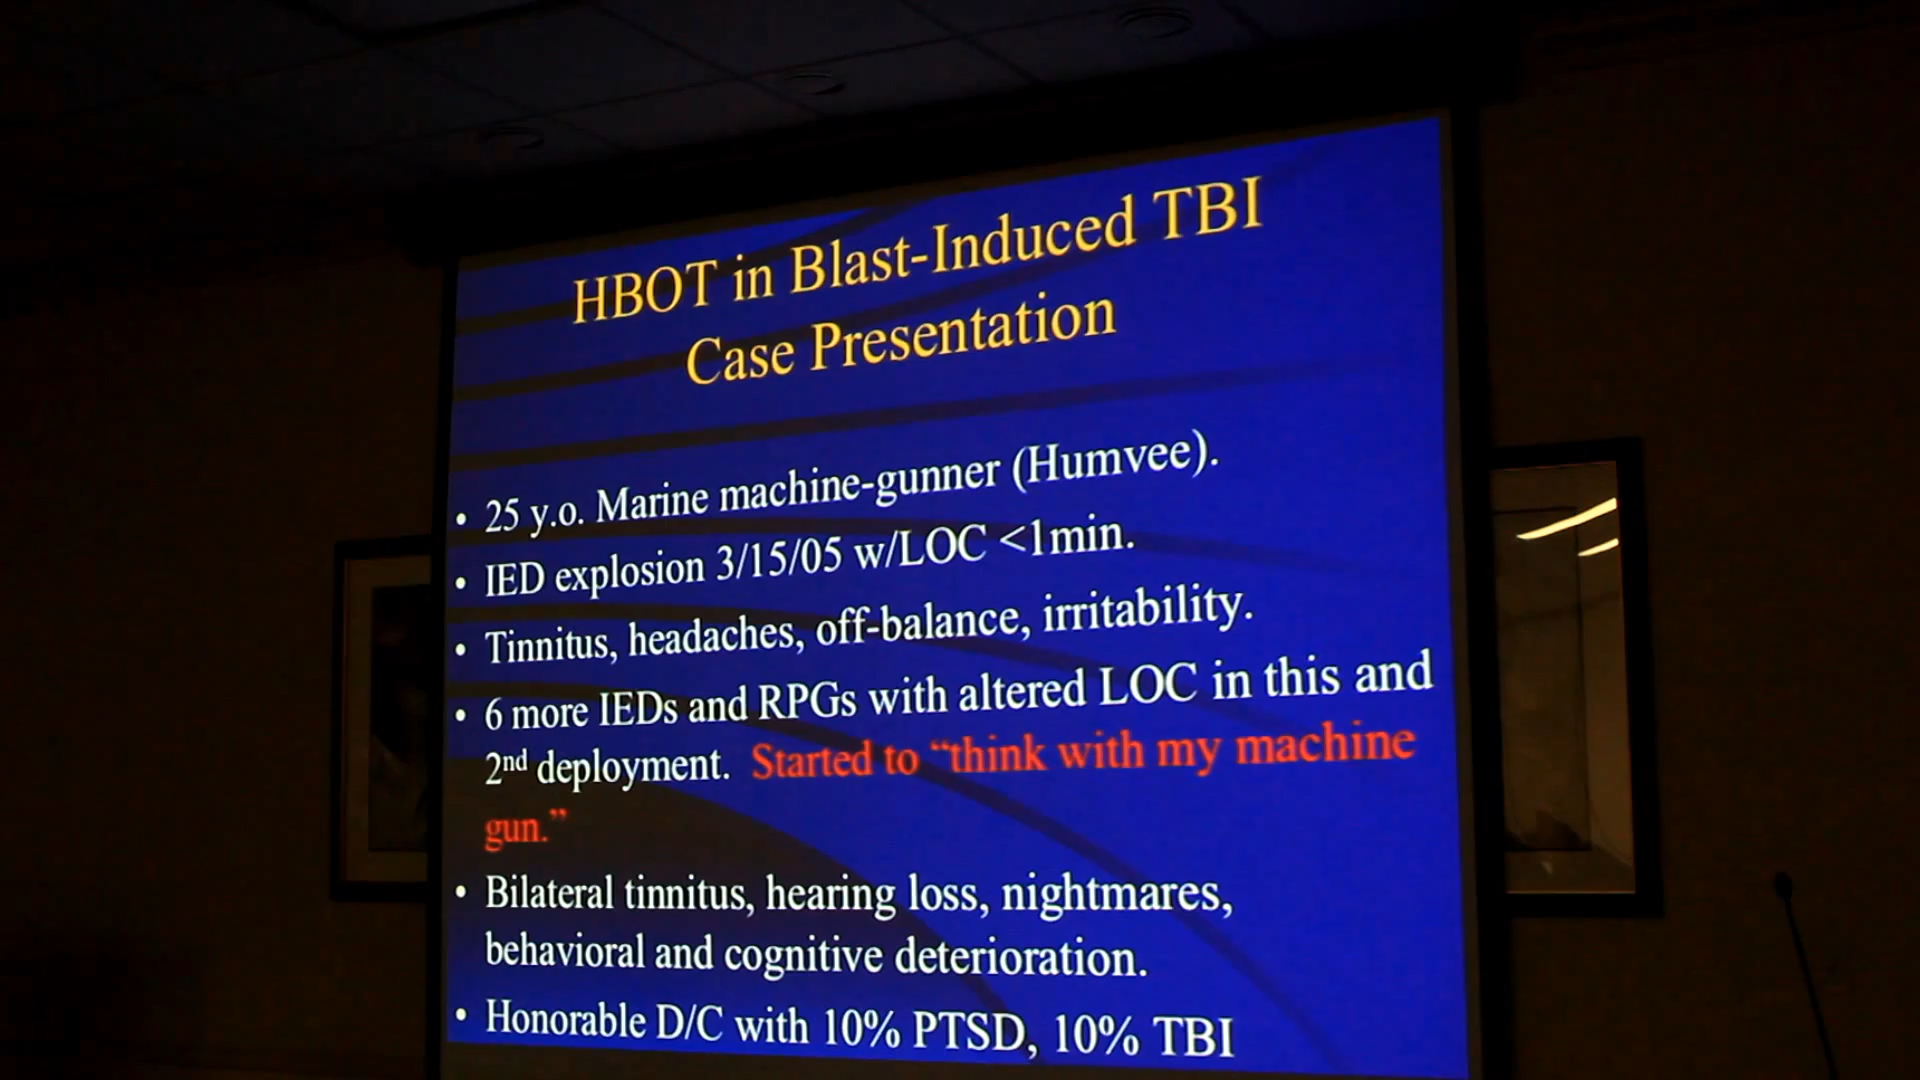 HBOT in Blast-Induced TBI
Case Presentation
• 25 y.o. Marine machine-gunner (Humvee).
• IED explosion 3/15/05 w/LOC <1min.
• Tinnitus, headaches, off-balance, irritability.
• 6 more IEDs and RPGs with altered LOC in this and
2nd deployment. Started to “think with my machine
gun.”
• Bilateral tinnitus, hearing loss, nightmares,
behavioral and cognitive deterioration.
• Honorable D/C with 10% PTSD, 10% TBI